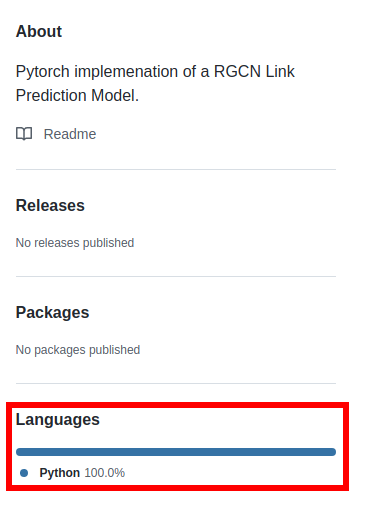 About
Pytorch implemenation of a RGCN Link
Prediction Model.
Readme
Releases
No releases published
Packages
No packages published
Languages
Python 100.0%